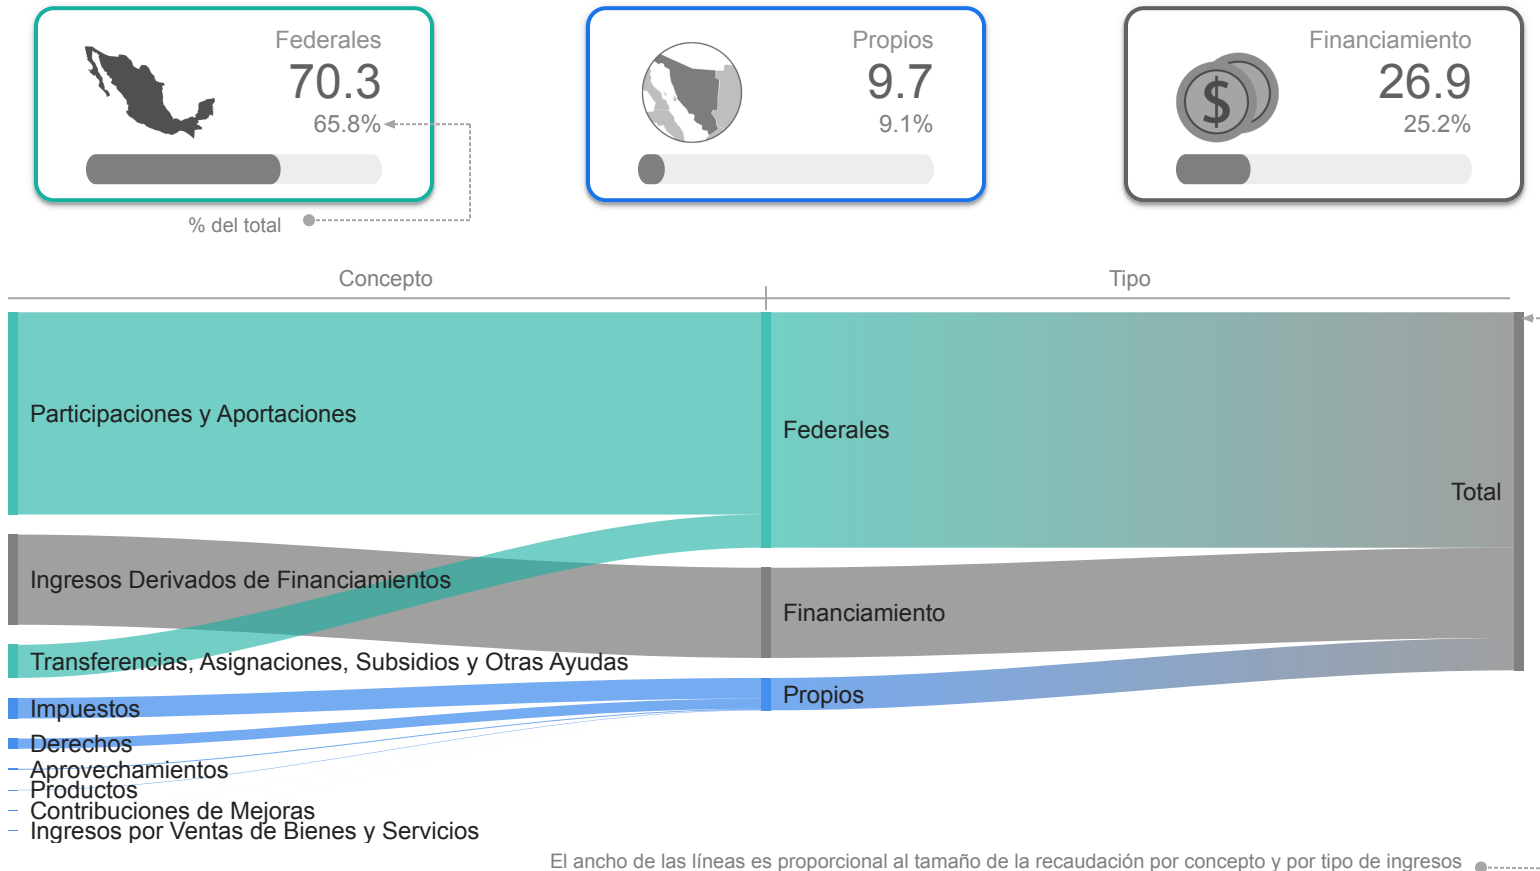 Federales
70.3
65.8%
% del total
Propios
9.7
9.1%
$
Financiamiento
26.9
25.2%
Concepto
Tipo
Participaciones y Aportaciones
Ingresos Derivados de Financiamientos
Transferencias, Asignaciones, Subsidios y Otras Ayudas
Impuestos
Derechos
Aprovechamientos
Productos
Contribuciones de Mejoras
Ingresos por Ventas de Bienes y Servicios
Federales
Financiamiento
Propios
Total
El ancho de las líneas es proporcional al tamaño de la recaudación por concepto y por tipo de ingresos